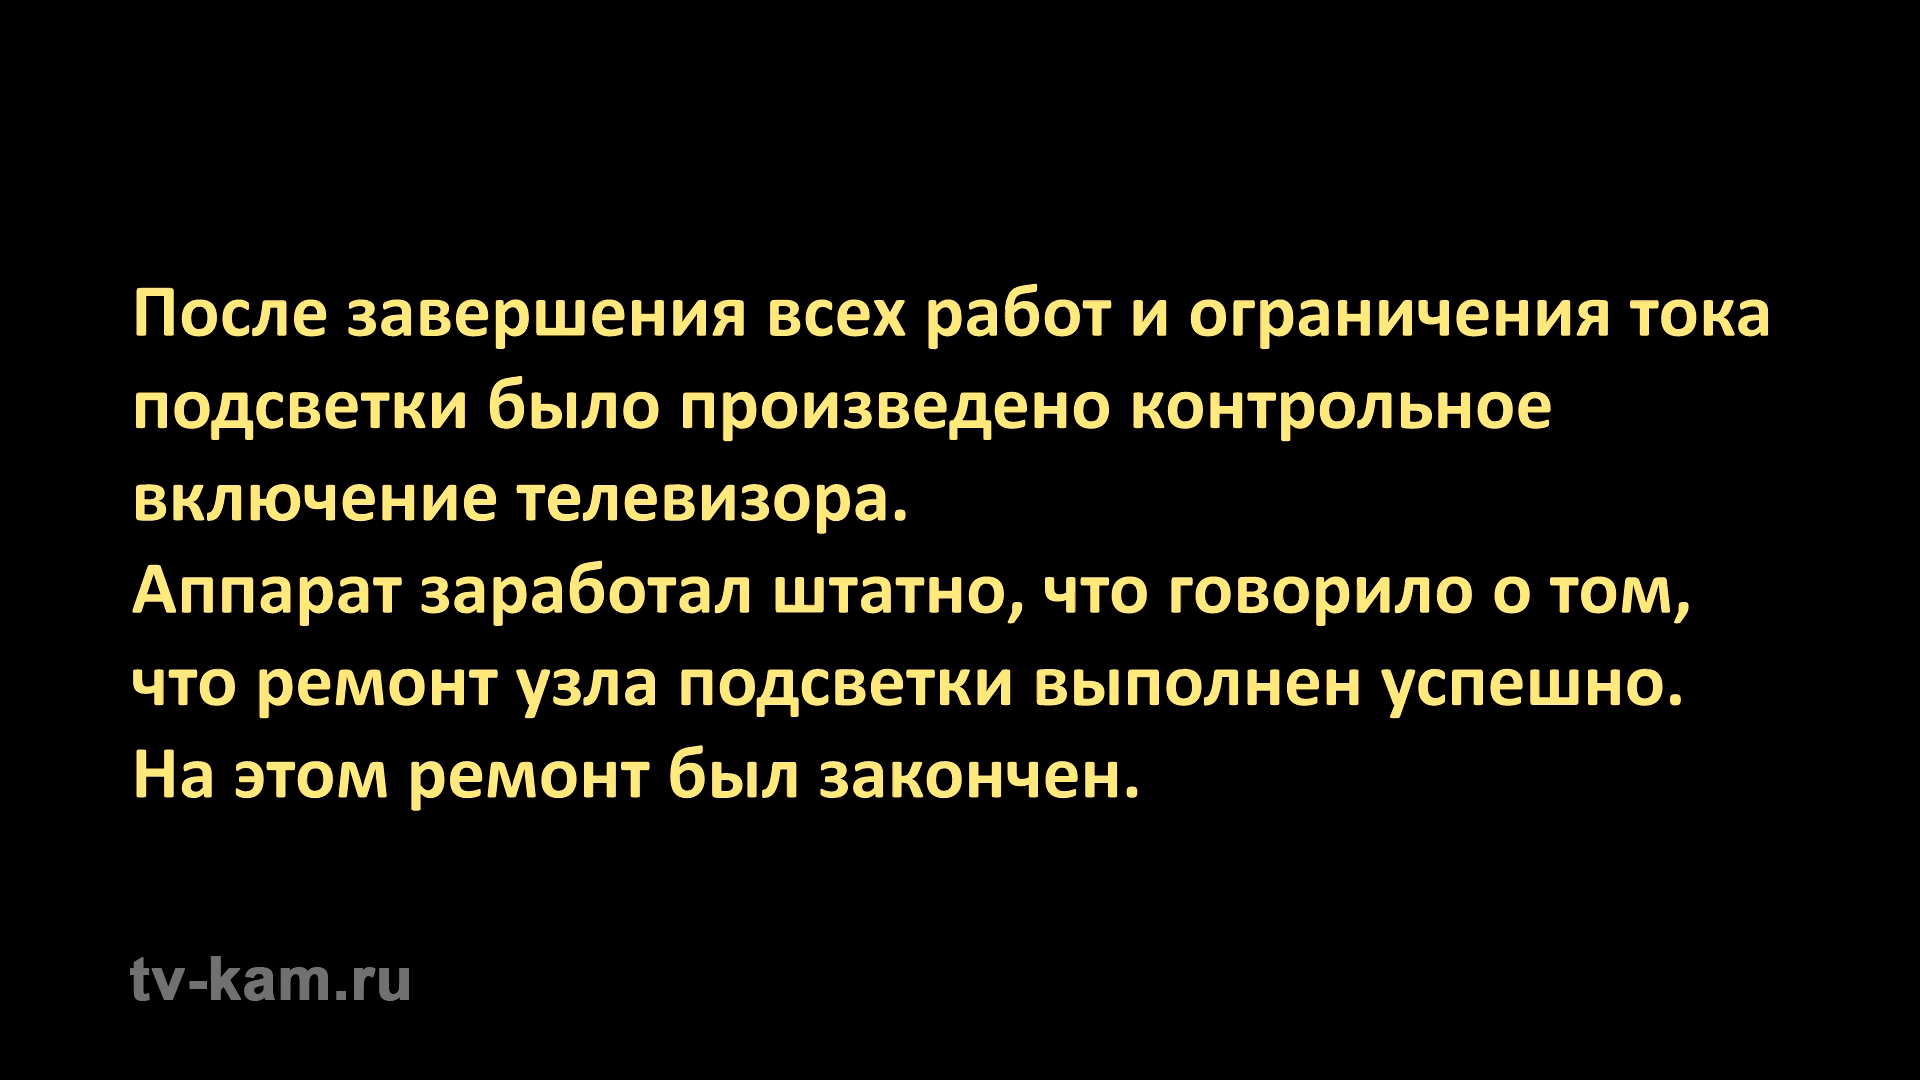 После завершения всех работ и ограничения тока
подсветки было произведено контрольное
включение телевизора.
Аппарат заработал штатно, что говорило о том,
что ремонт узла подсветки выполнен успешно.
На этом ремонт был закончен.
tv-kam.ru